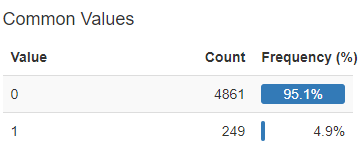 Common Values
Value Count Frequency (%)
0 4861 95.1%
1 249 4.9%